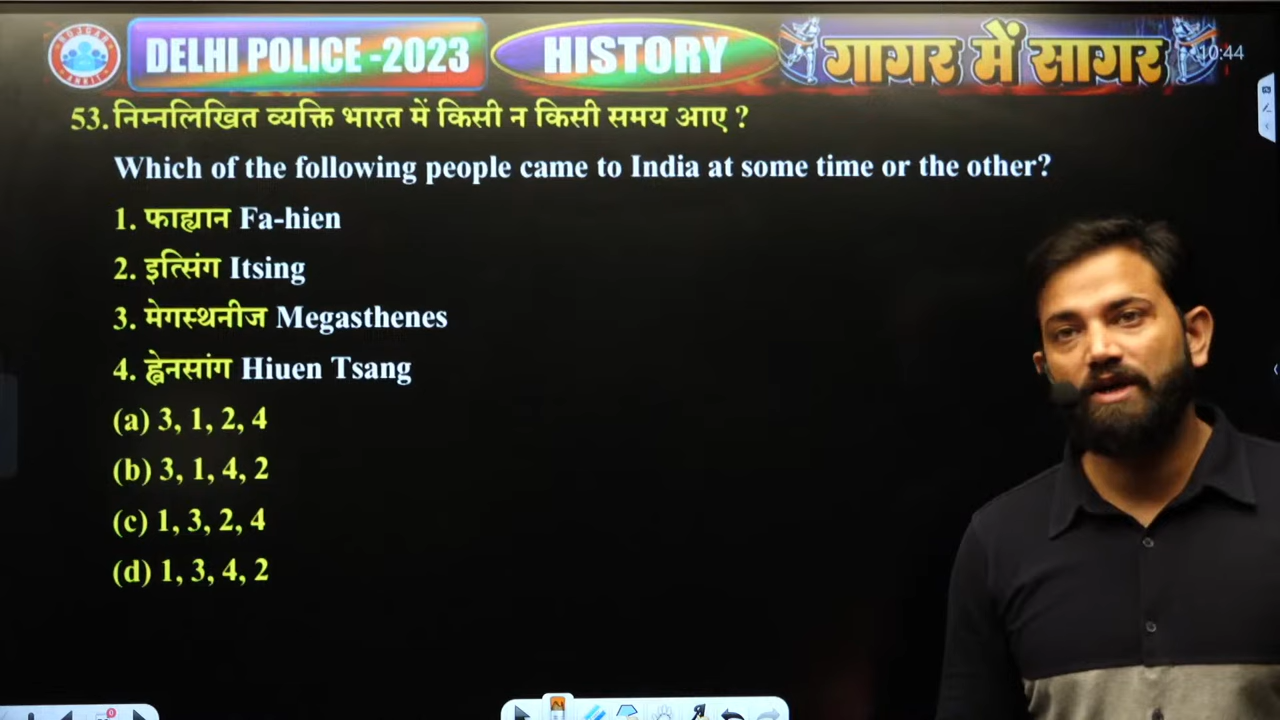 ROJGAR
ANKIT
DELHI POLICE -2023
HISTORY
गागर में सागर
10:44
53. निम्नलिखित व्यक्ति भारत में किसी न किसी समय आए ?
Which of the following people came to India at some time or the other?
1. फाह्यान Fa-hien
2. इत्सिंग Itsing
3. मेगस्थनीज Megasthenes
4. ह्वेनसांग Hiuen Tsang
(a) 3, 1, 2, 4
(b) 3, 1, 4, 2
(c) 1, 3, 2, 4
(d) 1, 3, 4, 2